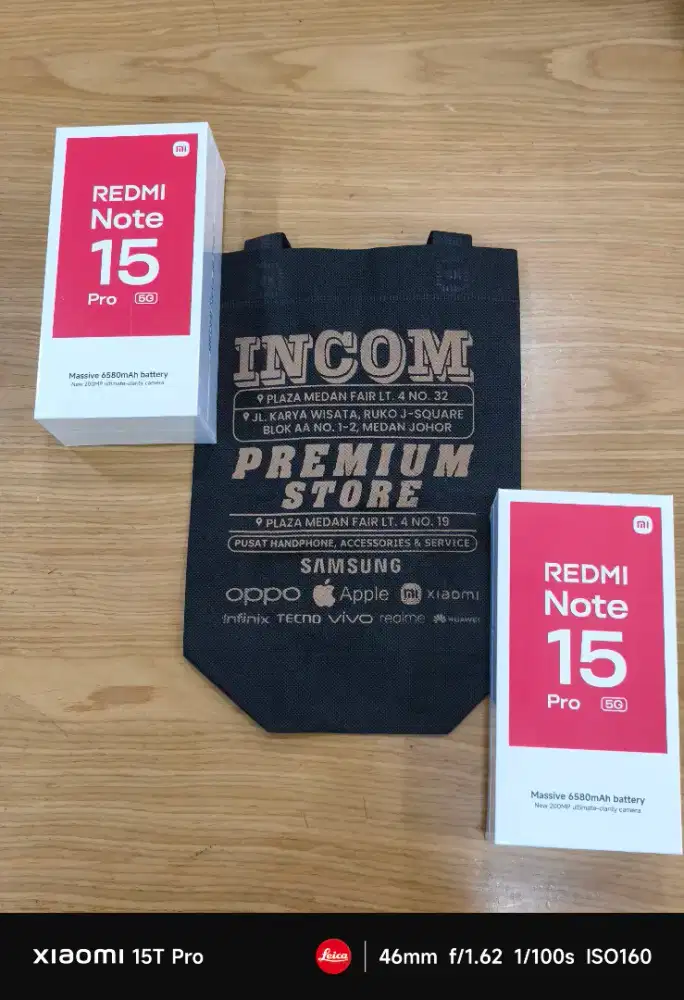 REDMI
Note
15
Pro 5G
Massive 6580mAh battery
New 200MP ultimate-clarity camera
INCOM
PLAZA MEDAN FAIR LT. 4 NO. 32
JL. KARYA WISATA, RUKO J-SQUARE
BLOK AA NO. 1-2, MEDAN JOHOR
PREMIUM
STORE
PLAZA MEDAN FAIR LT. 4 NO. 19
PUSAT HANDPHONE, ACCESSORIES & SERVICE
SAMSUNG
oppo Apple mi xiaomi
Infinix TECNO vivo realme HUAWEI
mi
REDMI
Note
15
Pro 5G
Massive 6580mAh battery
New 200MP ultimate-clarity camera
xiaomi 15T Pro
Leica 46mm f/1.62 1/100s ISO160